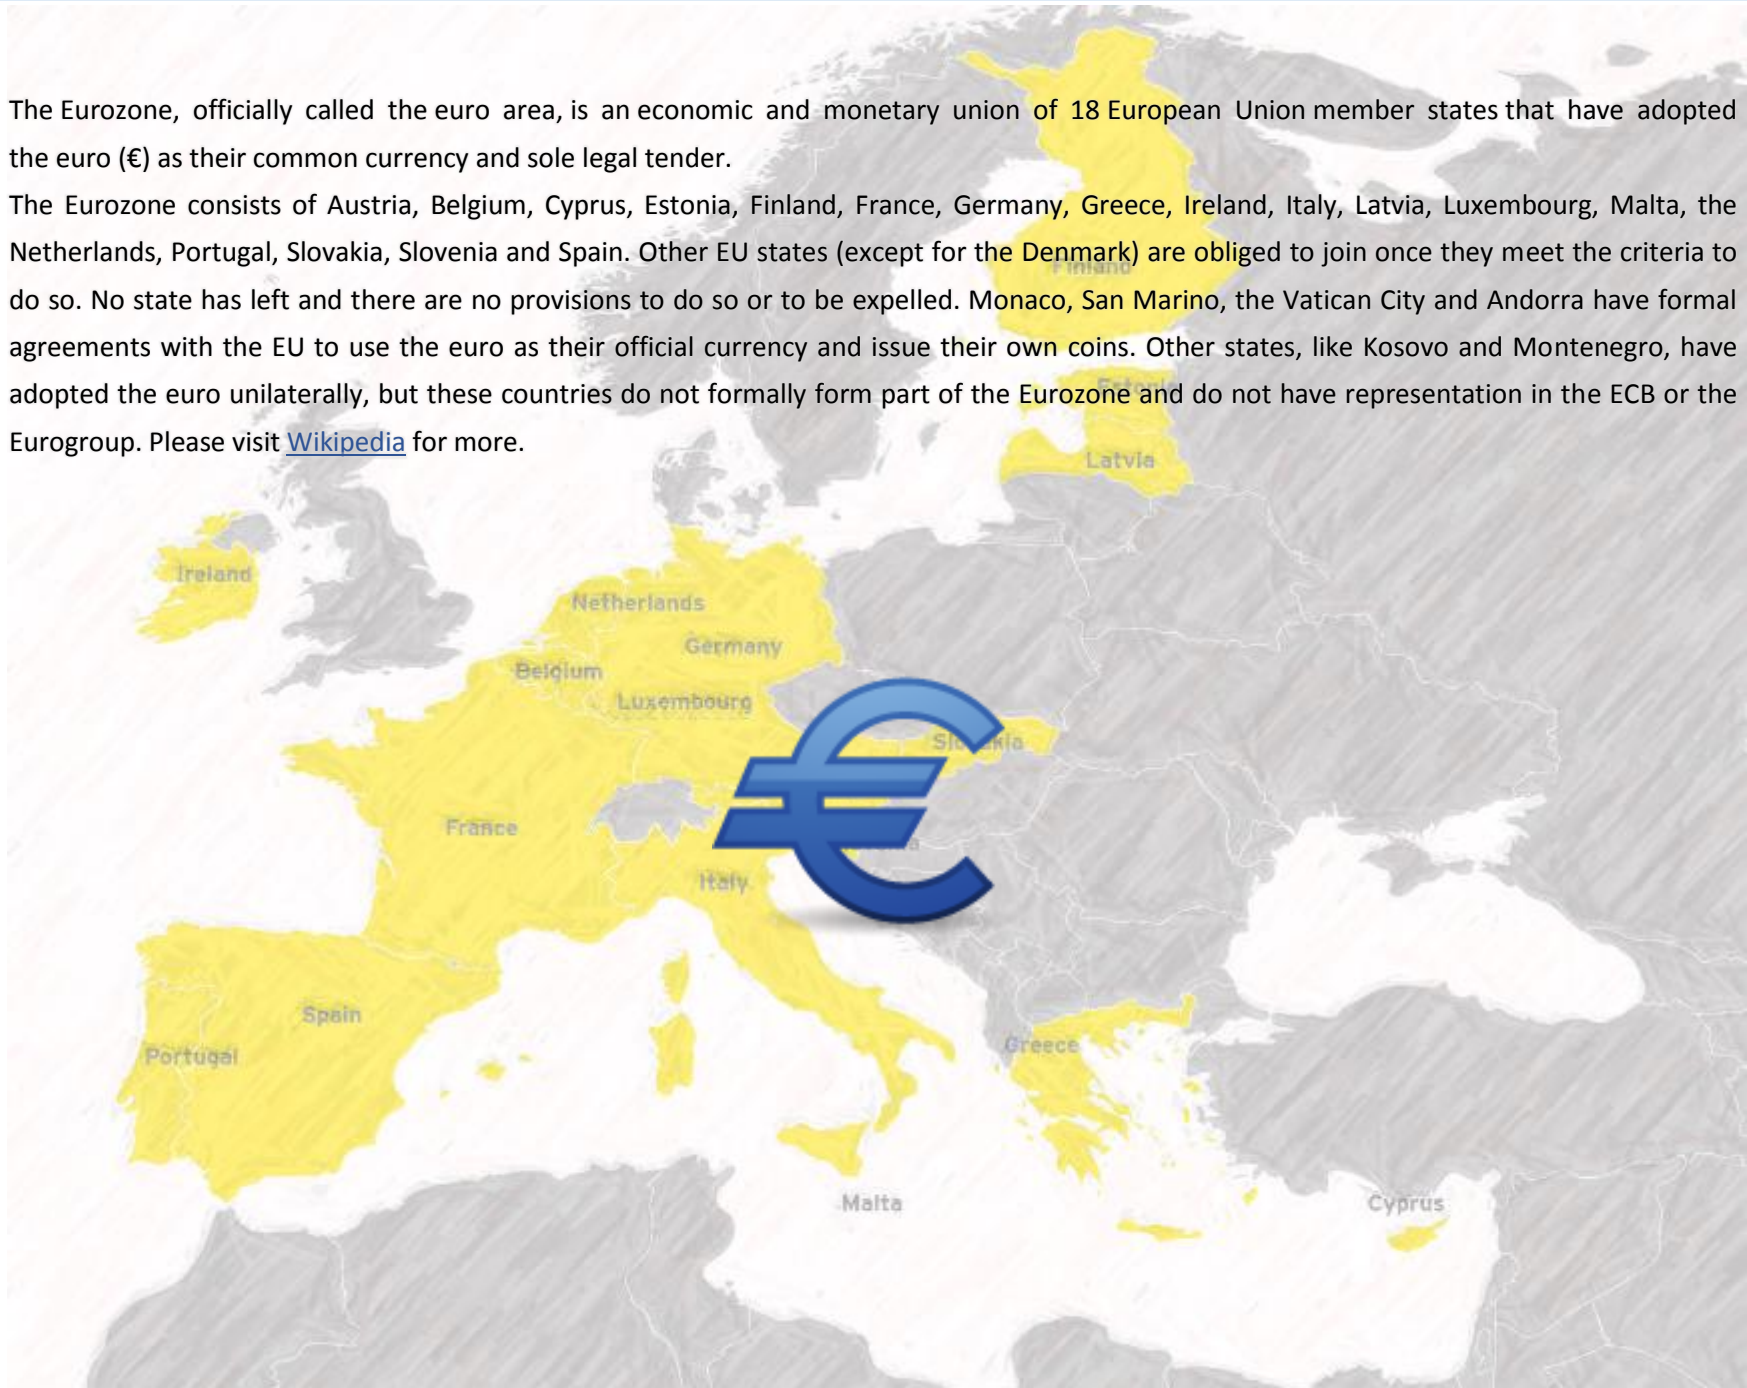 The Eurozone, officially called the euro area, is an economic and monetary union of 18 European Union member states that have adopted
the euro (€) as their common currency and sole legal tender.
The Eurozone consists of Austria, Belgium, Cyprus, Estonia, Finland, France, Germany, Greece, Ireland, Italy, Latvia, Luxembourg, Malta, the
Netherlands, Portugal, Slovakia, Slovenia and Spain. Other EU states (except for the Denmark) are obliged to join once they meet the criteria to
do so. No state has left and there are no provisions to do so or to be expelled. Monaco, San Marino, the Vatican City and Andorra have formal
agreements with the EU to use the euro as their official currency and issue their own coins. Other states, like Kosovo and Montenegro, have
adopted the euro unilaterally, but these countries do not formally form part of the Eurozone and do not have representation in the ECB or the
Eurogroup. Please visit Wikipedia for more.
Finland
Estonia
Latvia
Ireland
Netherlands
Germany
Belgium
Luxembourg
Slovakia
€
France
Italy
Spain
Greece
Portugal
Malta
Cyprus